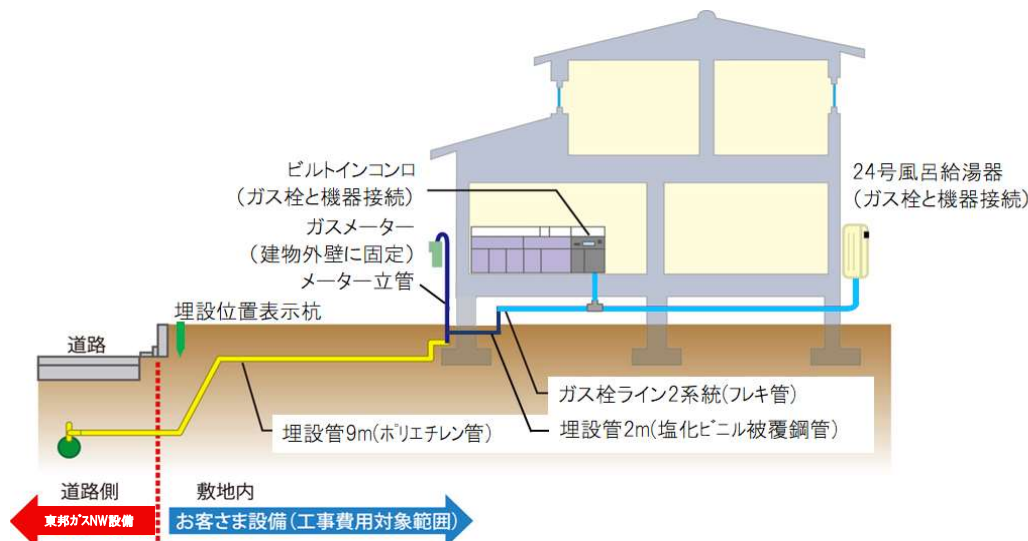 ビルトインコンロ
(ガス栓と機器接続)
ガスメーター
(建物外壁に固定)
メーター立管
埋設位置表示杭
道路
24号風呂給湯器
(ガス栓と機器接続)
ガス栓ライン2系統(フレキ管)
埋設管9m(ポリエチレン管)
埋設管2m(塩化ビニル被覆鋼管)
道路側
敷地内
東邦ガスNW設備
お客さま設備(工事費用対象範囲)